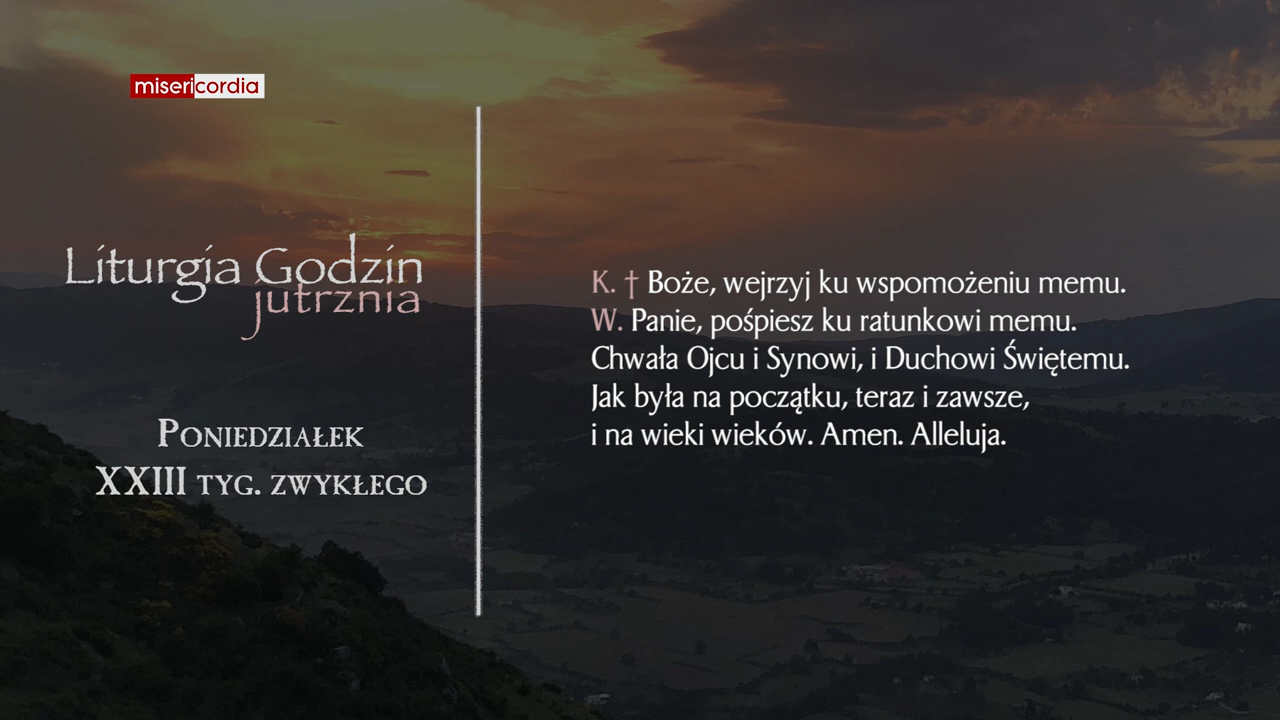 misericordia
Liturgia Godzin
jutrznia
Poniedziałek
XXIII tyg. zwykłego
K. † Boże, wejrzyj ku wspomożeniu memu.
W. Panie, pośpiesz ku ratunkowi memu.
Chwała Ojcu i Synowi, i Duchowi Świętemu.
Jak była na początku, teraz i zawsze,
i na wieki wieków. Amen. Alleluja.